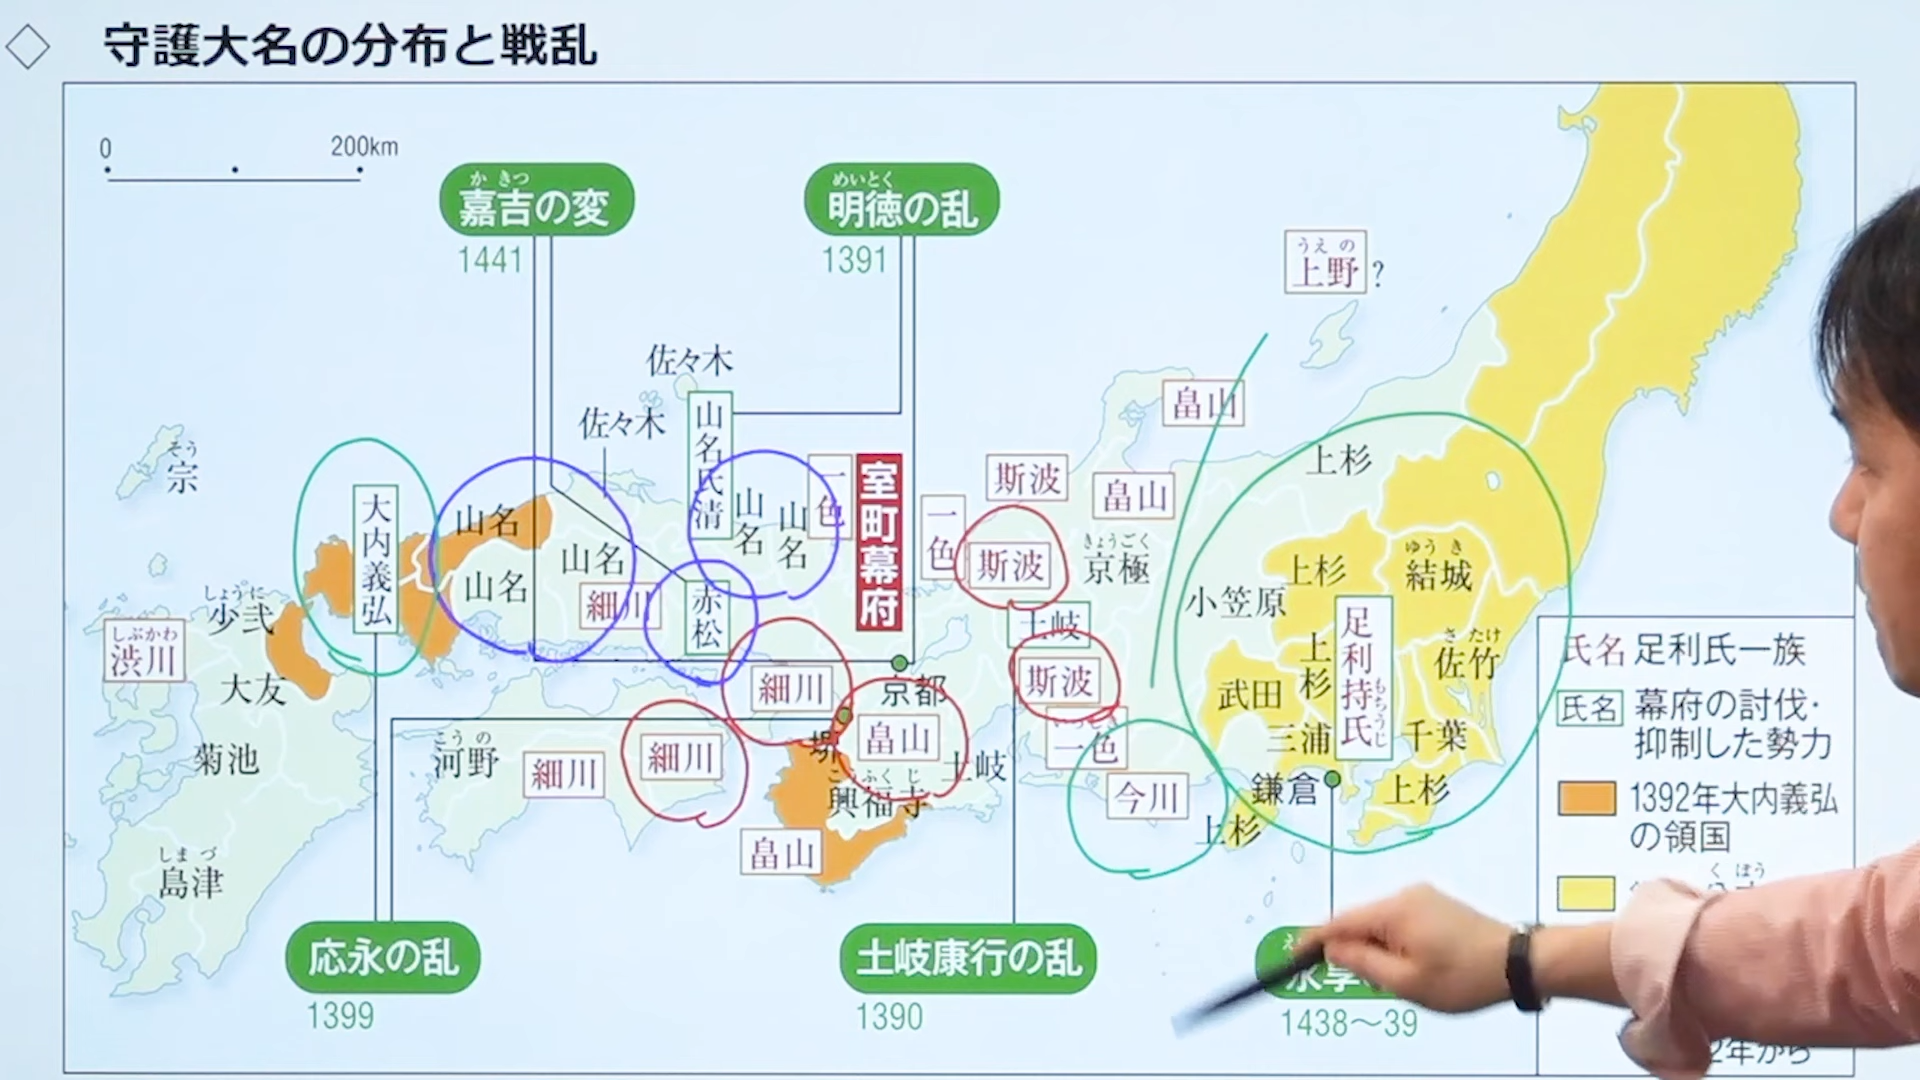 守護大名の分布と戦乱
0
200km
か きつ
嘉吉の変
1441
めいとく
明徳の乱
1391
うえ の
上野?
佐々木
佐々木
畠山
山名氏清
一色
室町幕府
一色
斯波
畠山
上杉
そう
宗
大内義弘
山名
山名
山名
山名
山名
斯波
きょうごく
京極
上杉
ゆう き
結城
しょうに
少弐
細川
赤松
土岐
小笠原
しぶかわ
渋川
大友
細川
京都
斯波
武田
上杉
足利持氏
もちうじ
さ たけ
佐竹
菊池
こう の
河野
細川
細川
堺
畠山
土岐
一色
三浦
千葉
こうふく じ
興福寺
今川
鎌倉
上杉
上杉
しま づ
島津
畠山
応永の乱
1399
土岐康行の乱
1390
1438～39
氏名 足利氏一族
氏名 幕府の討伐・
抑制した勢力
1392年大内義弘
の領国
く ぼう
2年から